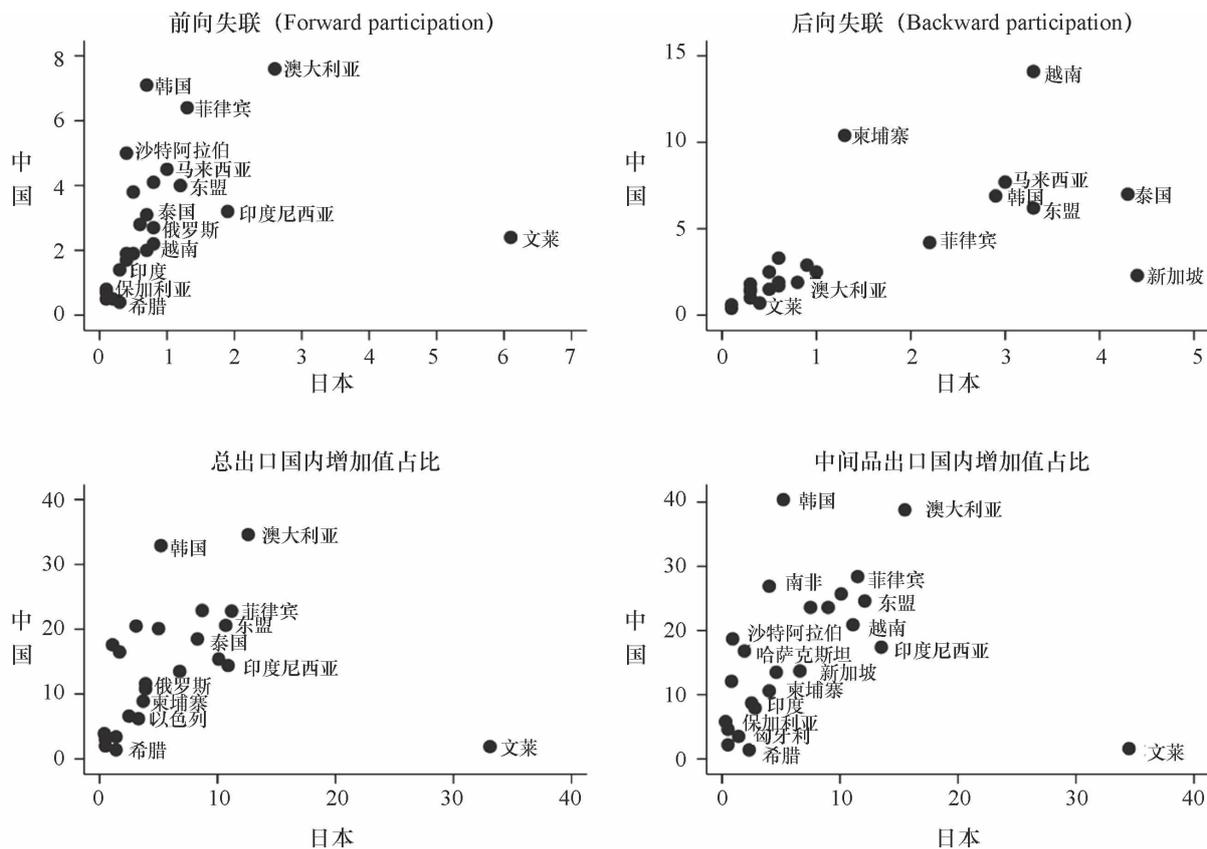 前向失联（Forward participation）
8
6
4
2
0
中
国
韩国
澳大利亚
菲律宾
沙特阿拉伯
马来西亚
东盟
泰国
印度尼西亚
俄罗斯
越南
文莱
印度
保加利亚
希腊
0 1 2 3 4 5 6 7
日本
后向失联（Backward participation）
15
10
5
0
中
国
越南
柬埔寨
马来西亚
韩国
泰国
东盟
菲律宾
新加坡
澳大利亚
文莱
0 1 2 3 4 5
日本
总出口国内增加值占比
40
30
20
10
0
中
国
澳大利亚
韩国
菲律宾
东盟
泰国
印度尼西亚
俄罗斯
柬埔寨
以色列
希腊
文莱
0 10 20 30 40
日本
中间品出口国内增加值占比
40
30
20
10
0
中
国
韩国
澳大利亚
南非
菲律宾
东盟
沙特阿拉伯
越南
哈萨克斯坦
印度尼西亚
新加坡
柬埔寨
印度
保加利亚
匈牙利
希腊
文莱
0 10 20 30 40
日本